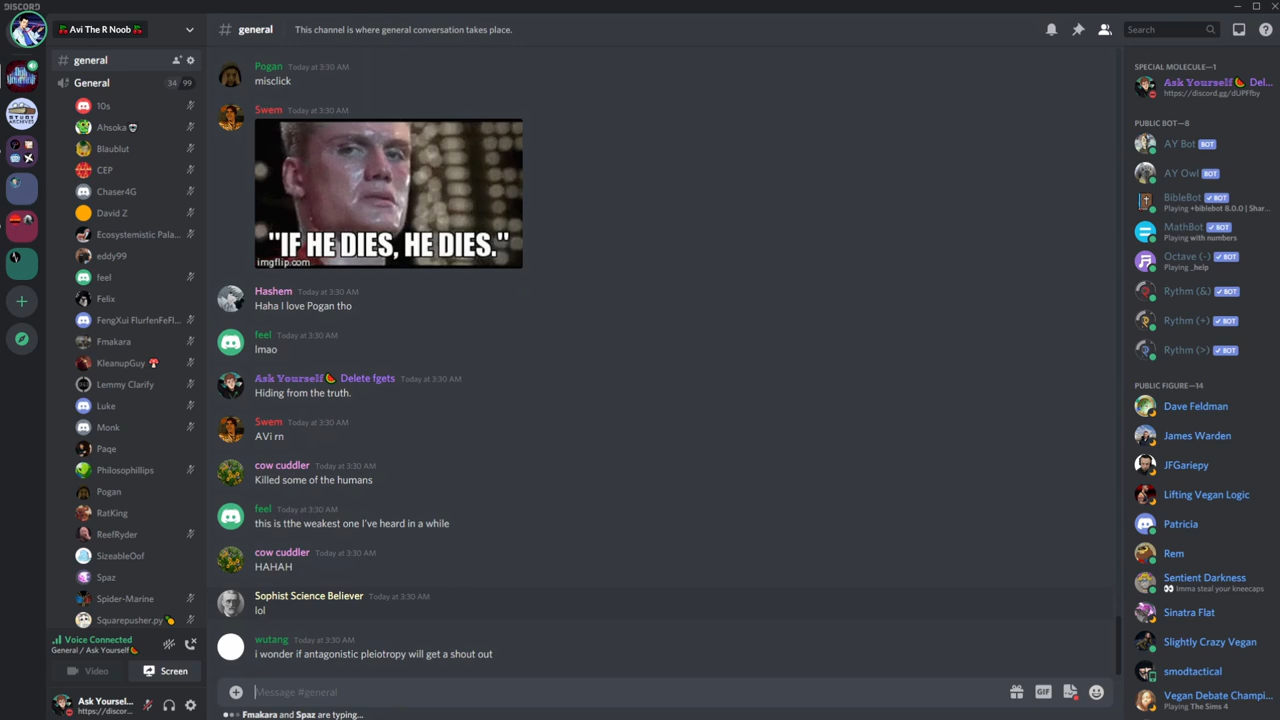 DISCORD
Avi The R Noob
# general
This channel is where general conversation takes place.
Search
# general
General
34 99
10s
Ahsoka
Blaublut
CEP
Chaser4G
David Z
Ecosystemistic Pala...
eddy99
feel
Felix
FengXui FlurfenFeFl...
Fmakara
KleanupGuy
Lemmy Clarify
Luke
Monk
Paqe
Philosophillips
Pogan
RatKing
ReefRyder
SizeableOof
Spaz
Spider-Marine
Squarepusher.py
Voice Connected
General / Ask Yourself
Video
Screen
Ask Yoursel...
https://discor...
Pogan Today at 3:30 AM
misclick
Swem Today at 3:30 AM
"IF HE DIES, HE DIES."
imgflip.com
Hashem Today at 3:30 AM
Haha I love Pogan tho
feel Today at 3:30 AM
lmao
Ask Yourself Delete fgets Today at 3:30 AM
Hiding from the truth.
Swem Today at 3:30 AM
AVi rn
cow cuddler Today at 3:30 AM
Killed some of the humans
feel Today at 3:30 AM
this is tthe weakest one I've heard in a while
cow cuddler Today at 3:30 AM
HAHAH
Sophist Science Believer Today at 3:30 AM
lol
wutang Today at 3:30 AM
i wonder if antagonistic pleiotropy will get a shout out
Message #general
GIF
Fmakara and Spaz are typing...
SPECIAL MOLECULE—1
Ask Yourself Del...
https://discord.gg/dUPFfby
PUBLIC BOT—8
AY Bot BOT
AY Owl BOT
BibleBot BOT
Playing +biblebot 8.0.0 | Shar...
MathBot BOT
Playing with numbers
Octave (-) BOT
Playing _help
Rythm (&) BOT
Rythm (+) BOT
Rythm (>) BOT
PUBLIC FIGURE—14
Dave Feldman
James Warden
JFGariepy
Lifting Vegan Logic
Patricia
Rem
Sentient Darkness
Imma steal your kneecaps
Sinatra Flat
Slightly Crazy Vegan
smodtactical
Vegan Debate Champi...
Playing The Sims 4